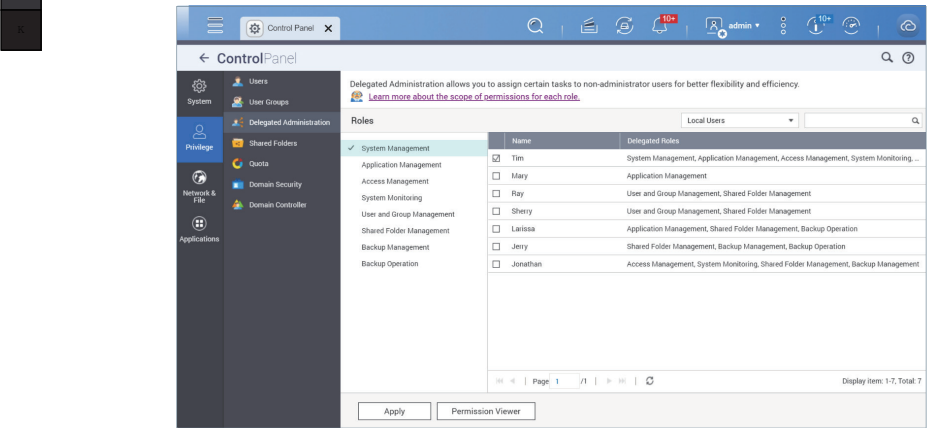 K
Control Panel
10+
admin
10+
ControlPanel
System
Privilege
Network &
File
Applications
Users
User Groups
Delegated Administration
Shared Folders
Quota
Domain Security
Domain Controller
Delegated Administration allows you to assign certain tasks to non-administrator users for better flexibility and efficiency.
Learn more about the scope of permissions for each role.
Roles
Local Users
System Management
Application Management
Access Management
System Monitoring
User and Group Management
Shared Folder Management
Backup Management
Backup Operation
Name Delegated Roles
Tim System Management, Application Management, Access Management, System Monitoring, ...
Mary Application Management
Ray User and Group Management, Shared Folder Management
Sherry User and Group Management, Shared Folder Management
Larissa Application Management, Shared Folder Management, Backup Operation
Jerry Shared Folder Management, Backup Management, Backup Operation
Jonathan Access Management, System Monitoring, Shared Folder Management, Backup Management
Page 1 /1 Display item: 1-7, Total: 7
Apply Permission Viewer